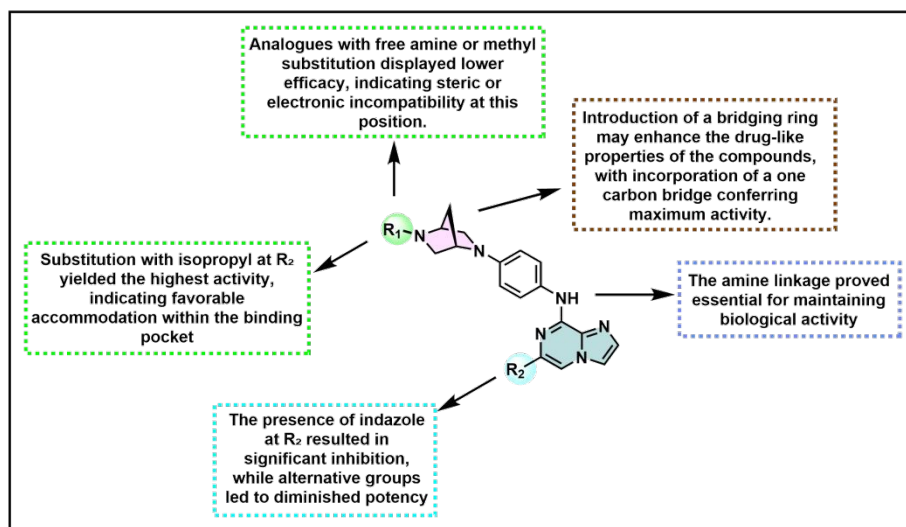 Analogues with free amine or methyl
substitution displayed lower
efficacy, indicating steric or
electronic incompatibility at this
position.
Introduction of a bridging ring
may enhance the drug-like
properties of the compounds,
with incorporation of a one
carbon bridge conferring
maximum activity.
R₁
N
N
Substitution with isopropyl at R₂
yielded the highest activity,
indicating favorable
accommodation within the binding
pocket
The amine linkage proved
essential for maintaining
biological activity
NH
N
N
N
R₂
The presence of indazole
at R₂ resulted in
significant inhibition,
while alternative groups
led to diminished potency